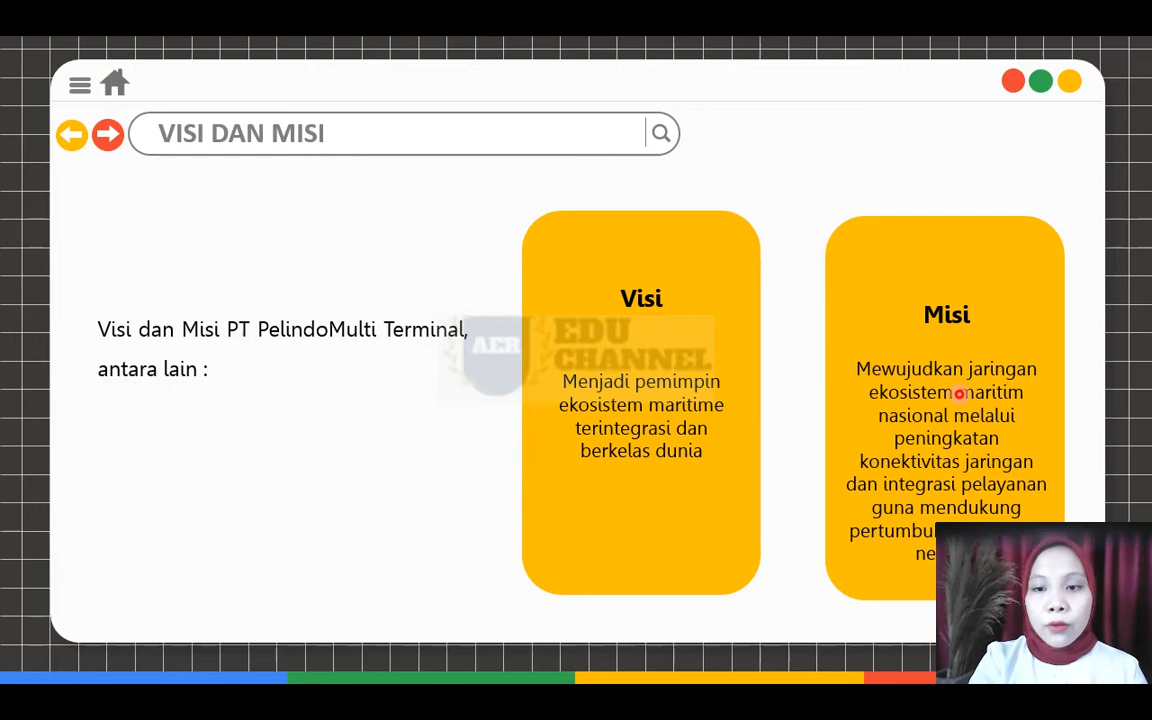 VISI DAN MISI
Visi dan Misi PT PelindoMulti Terminal,
antara lain :
Visi
Menjadi pemimpin
ekosistem maritime
terintegrasi dan
berkelas dunia
Misi
Mewujudkan jaringan
ekosistem maritim
nasional melalui
peningkatan
konektivitas jaringan
dan integrasi pelayanan
guna mendukung
AER
EDU
CHANNEL